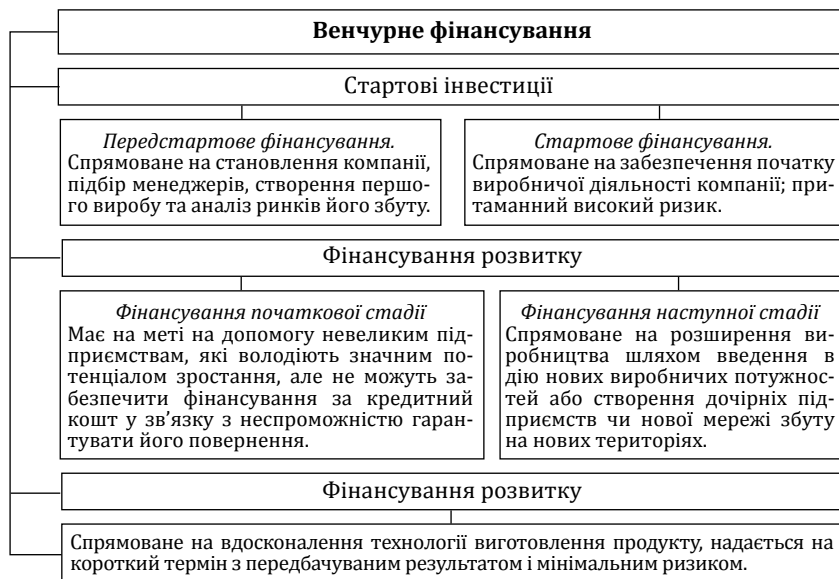 Венчурне фінансування
Стартові інвестиції
Передстартове фінансування.
Спрямоване на становлення компанії,
підбір менеджерів, створення першо-
го виробу та аналіз ринків його збуту.
Стартове фінансування.
Спрямоване на забезпечення початку
виробничої діяльності компанії; при-
таманний високий ризик.
Фінансування розвитку
Фінансування початкової стадії
Має на меті на допомогу невеликим під-
приємствам, які володіють значним по-
тенціалом зростання, але не можуть за-
безпечити фінансування за кредитний
кошт у зв’язку з неспроможністю гаран-
тувати його повернення.
Фінансування наступної стадії
Спрямоване на розширення ви-
робництва шляхом введення в
дію нових виробничих потужнос-
тей або створення дочірніх під-
приємств чи нової мережі збуту
на нових територіях.
Фінансування розвитку
Спрямоване на вдосконалення технології виготовлення продукту, надається на
короткий термін з передбачуваним результатом і мінімальним ризиком.